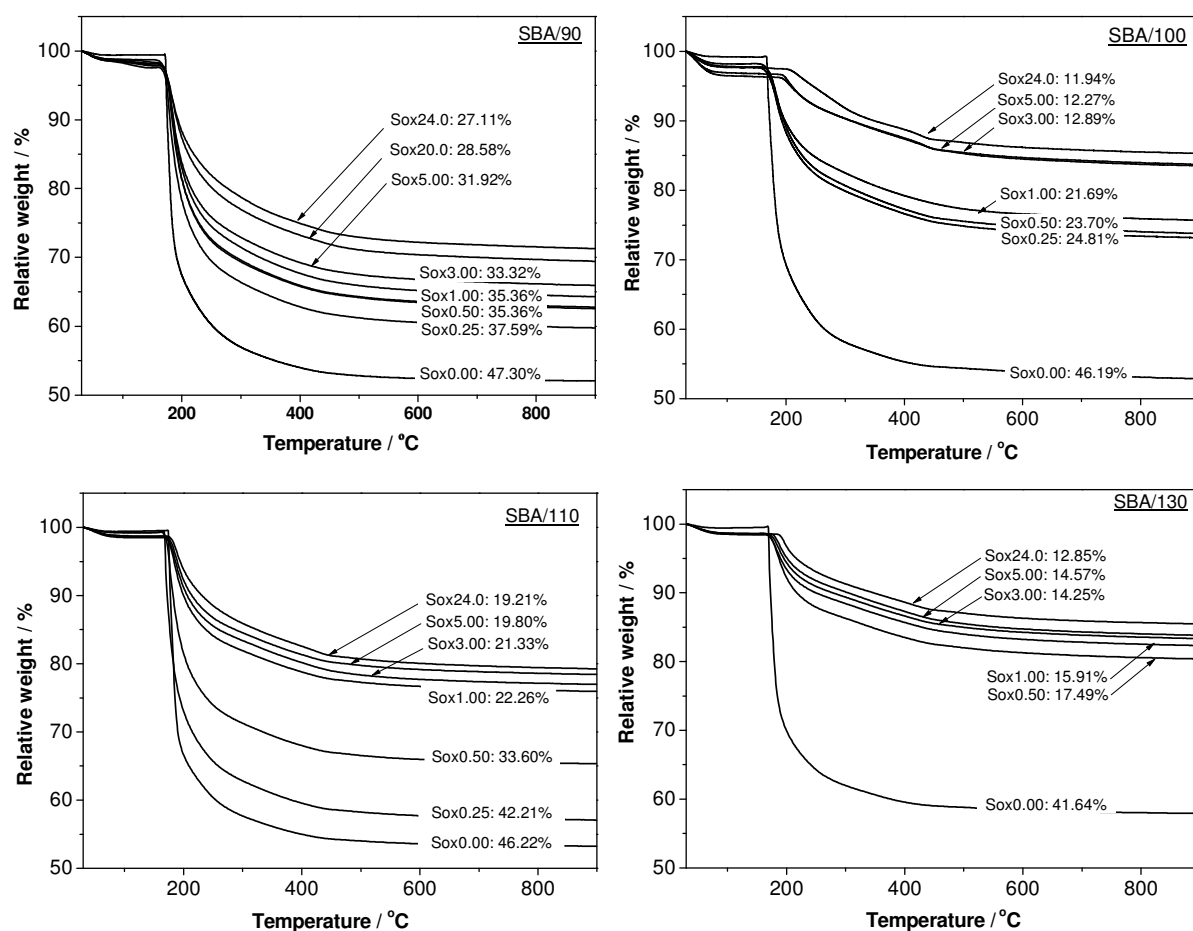 SBA/90
Relative weight / %
100
90
80
70
60
50
Sox24.0: 27.11%
Sox20.0: 28.58%
Sox5.00: 31.92%
Sox3.00: 33.32%
Sox1.00: 35.36%
Sox0.50: 35.36%
Sox0.25: 37.59%
Sox0.00: 47.30%
200
400
600
800
Temperature / °C
SBA/100
Relative weight / %
100
90
80
70
60
50
Sox24.0: 11.94%
Sox5.00: 12.27%
Sox3.00: 12.89%
Sox1.00: 21.69%
Sox0.50: 23.70%
Sox0.25: 24.81%
Sox0.00: 46.19%
200
400
600
800
Temperature / °C
SBA/110
Relative weight / %
100
90
80
70
60
50
Sox24.0: 19.21%
Sox5.00: 19.80%
Sox3.00: 21.33%
Sox1.00: 22.26%
Sox0.50: 33.60%
Sox0.25: 42.21%
Sox0.00: 46.22%
200
400
600
800
Temperature / °C
SBA/130
Relative weight / %
100
90
80
70
60
50
Sox24.0: 12.85%
Sox5.00: 14.57%
Sox3.00: 14.25%
Sox1.00: 15.91%
Sox0.50: 17.49%
Sox0.00: 41.64%
200
400
600
800
Temperature / °C